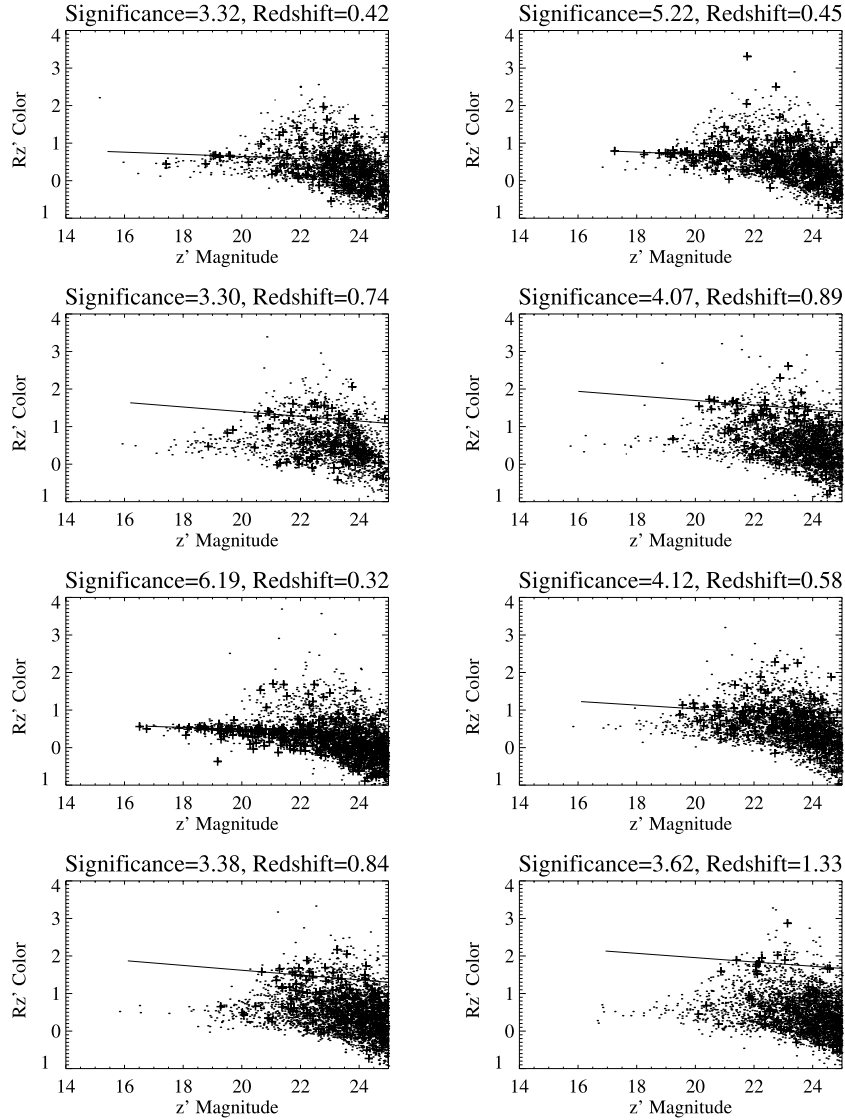 Significance=3.32, Redshift=0.42
Rz' Color
4
3
2
1
0
1
14 16 18 20 22 24
z' Magnitude
Significance=5.22, Redshift=0.45
Rz' Color
4
3
2
1
0
1
14 16 18 20 22 24
z' Magnitude
Significance=3.30, Redshift=0.74
Rz' Color
4
3
2
1
0
1
14 16 18 20 22 24
z' Magnitude
Significance=4.07, Redshift=0.89
Rz' Color
4
3
2
1
0
1
14 16 18 20 22 24
z' Magnitude
Significance=6.19, Redshift=0.32
Rz' Color
4
3
2
1
0
1
14 16 18 20 22 24
z' Magnitude
Significance=4.12, Redshift=0.58
Rz' Color
4
3
2
1
0
1
14 16 18 20 22 24
z' Magnitude
Significance=3.38, Redshift=0.84
Rz' Color
4
3
2
1
0
1
14 16 18 20 22 24
z' Magnitude
Significance=3.62, Redshift=1.33
Rz' Color
4
3
2
1
0
1
14 16 18 20 22 24
z' Magnitude